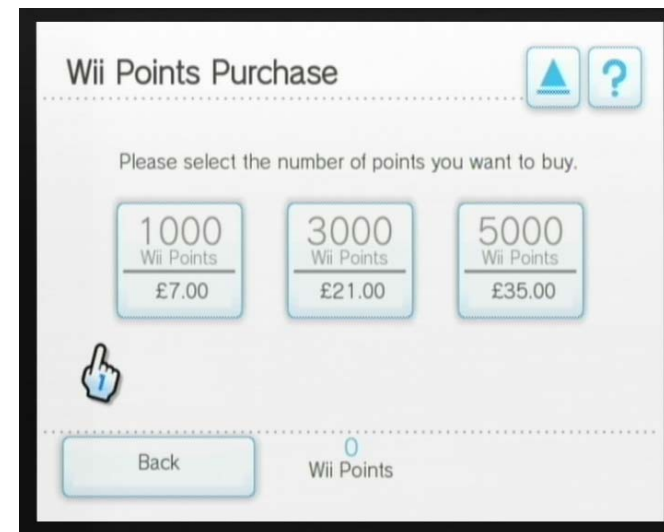 Wii Points Purchase
?
Please select the number of points you want to buy.
1000
Wii Points
£7.00
3000
Wii Points
£21.00
5000
Wii Points
£35.00
1
Back
0
Wii Points